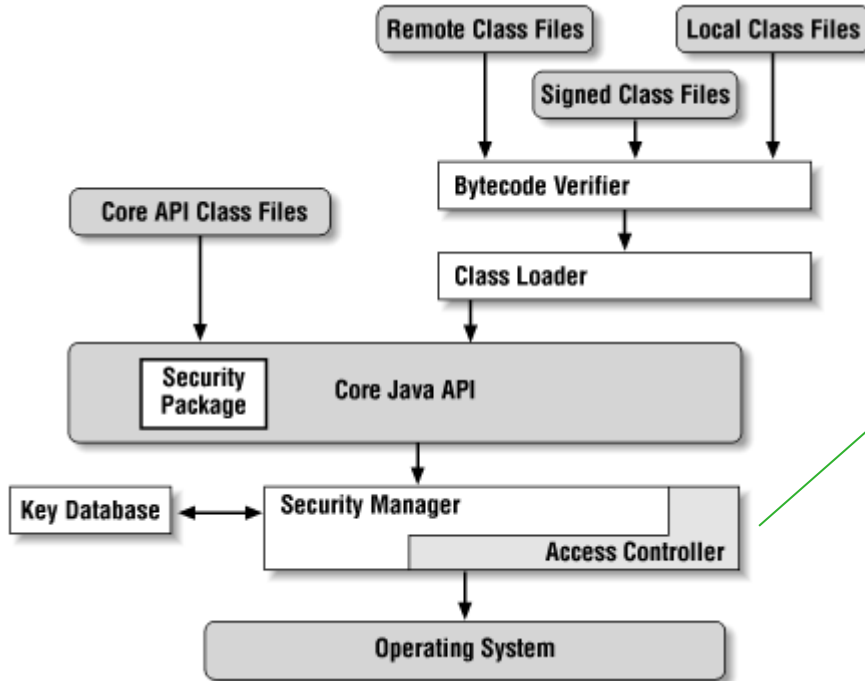 Remote Class Files
Local Class Files
Signed Class Files
Bytecode Verifier
Core API Class Files
Class Loader
Security
Package
Core Java API
Key Database
Security Manager
Access Controller
Operating System